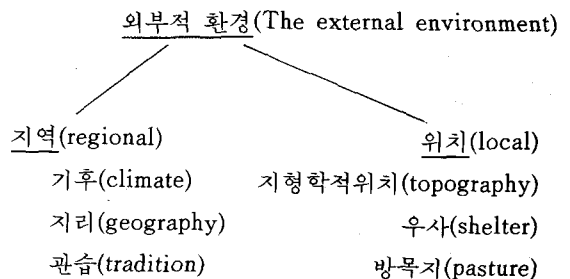 외부적 환경(The external environment)
지역(regional)
기후(climate)
지리(geography)
관습(tradition)
위치(local)
지형학적위치(topography)
우사(shelter)
방목지(pasture)